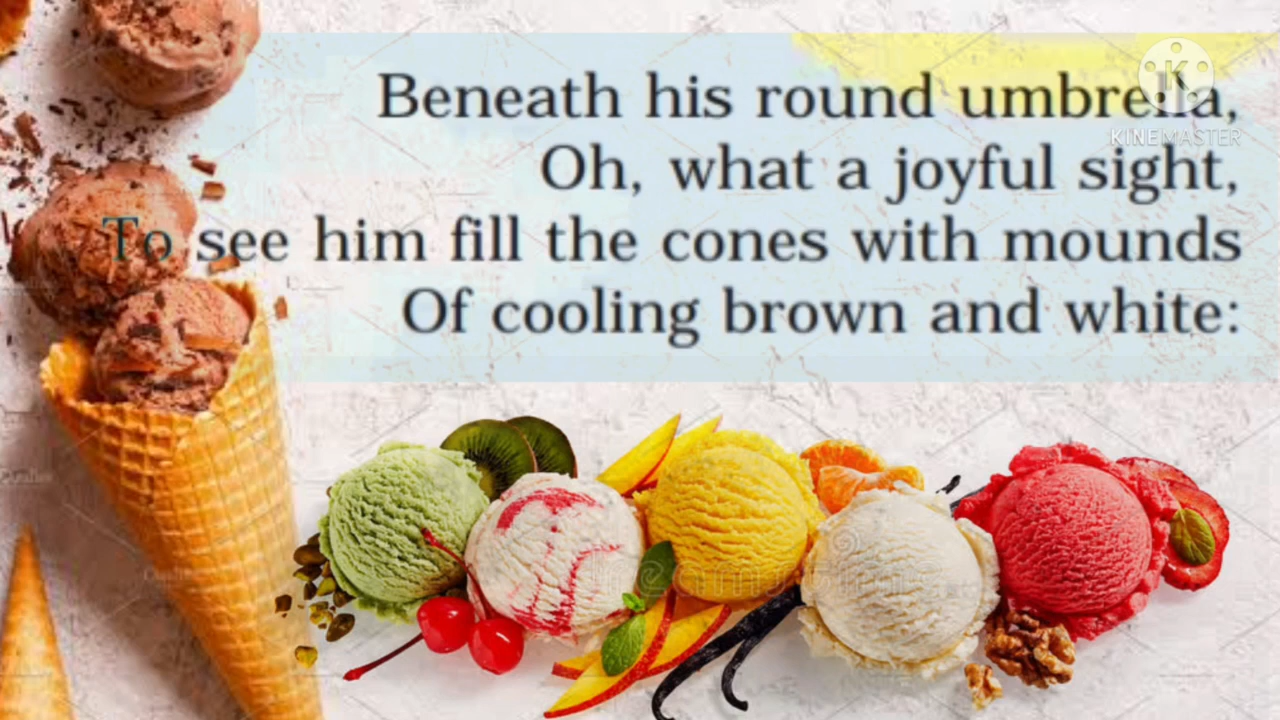 Beneath his round umbrella,
KINEMASTER
Oh, what a joyful sight,
To see him fill the cones with mounds
Of cooling brown and white:
dreamstime